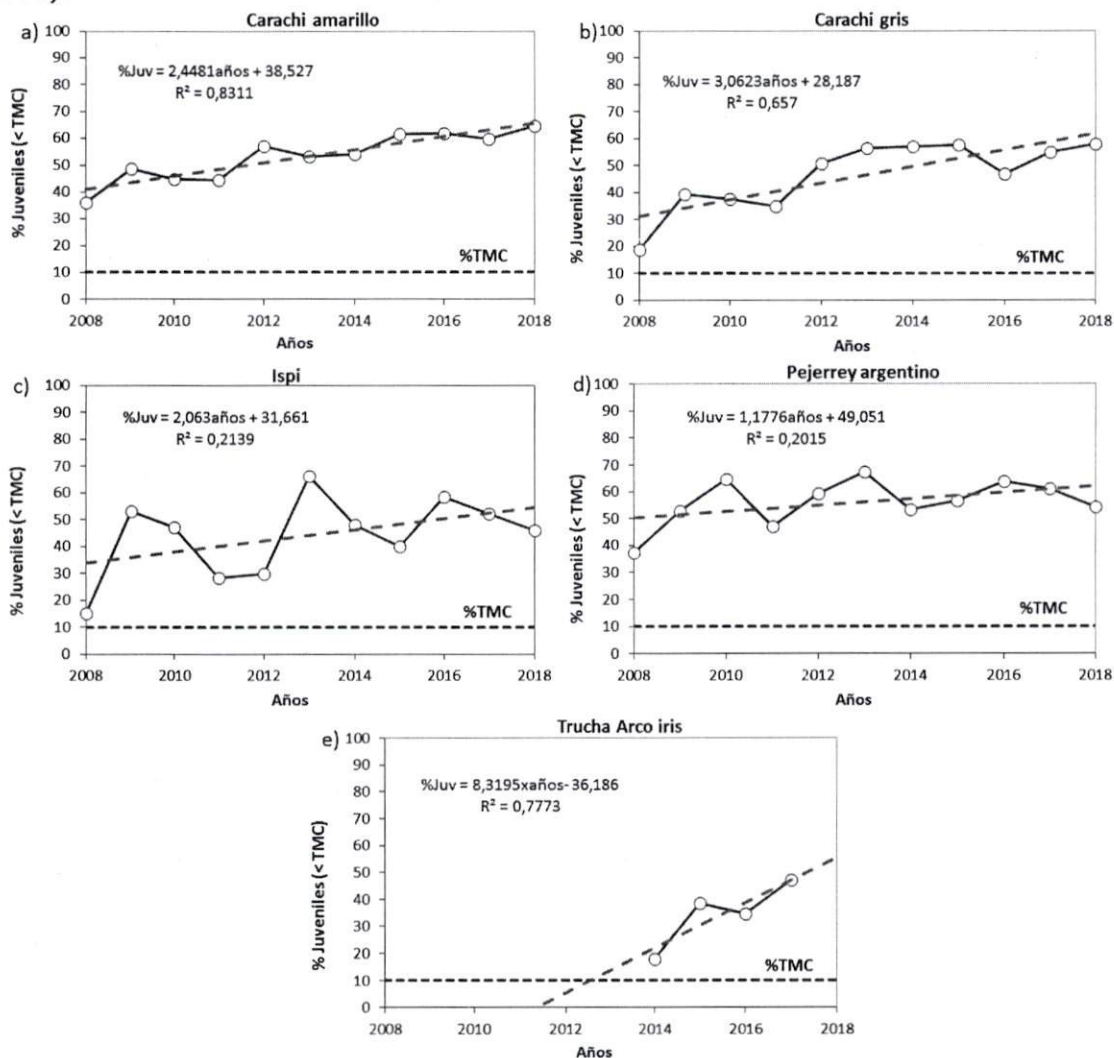 Carachi amarillo
a)
%Juv = 2,4481años + 38,527
R² = 0,8311
% Juveniles (< TMC)
100
90
80
70
60
50
40
30
20
10
0
%TMC
2008 2010 2012 2014 2016 2018
Años
Carachi gris
b)
%Juv = 3,0623años + 28,187
R² = 0,657
% Juveniles (< TMC)
100
90
80
70
60
50
40
30
20
10
0
%TMC
2008 2010 2012 2014 2016 2018
Años
Ispi
c)
%Juv = 2,063años + 31,661
R² = 0,2139
% Juveniles (< TMC)
100
90
80
70
60
50
40
30
20
10
0
%TMC
2008 2010 2012 2014 2016 2018
Años
Pejerrey argentino
d)
%Juv = 1,1776años + 49,051
R² = 0,2015
% Juveniles (< TMC)
100
90
80
70
60
50
40
30
20
10
0
%TMC
2008 2010 2012 2014 2016 2018
Años
Trucha Arco iris
e)
%Juv = 8,3195xaños- 36,186
R² = 0,7773
% Juveniles (< TMC)
100
90
80
70
60
50
40
30
20
10
0
%TMC
2008 2010 2012 2014 2016 2018
Años